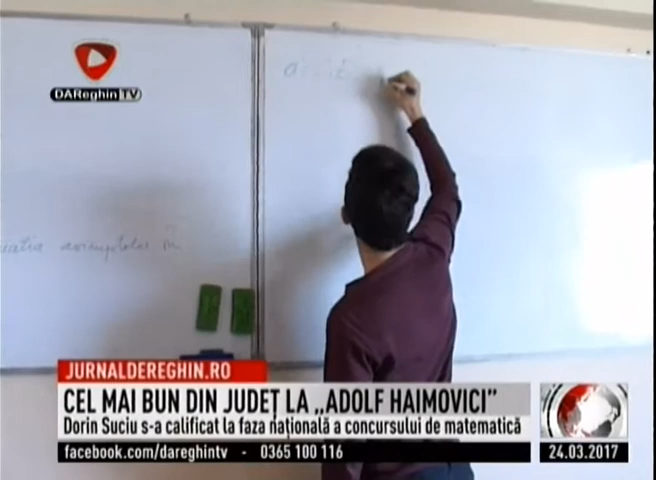 DAReghin TV
JURNALDEREGHIN.RO
CEL MAI BUN DIN JUDEȚ LA „ADOLF HAIMOVICI”
Dorin Suciu s-a calificat la faza națională a concursului de matematică
facebook.com/dareghintv - 0365 100 116
24.03.2017